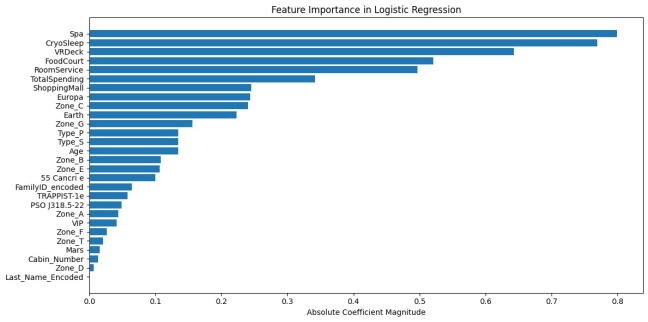 Feature Importance in Logistic Regression
Spa
CryoSleep
VRDeck
FoodCourt
RoomService
TotalSpending
ShoppingMall
Europa
Zone_C
Earth
Zone_G
Type_P
Type_S
Age
Zone_B
Zone_E
55 Cancri e
FamilyID_encoded
TRAPPIST-1e
PSO J318.5-22
Zone_A
VIP
Zone_F
Zone_T
Mars
Cabin_Number
Zone_D
Last_Name_Encoded
0.0 0.1 0.2 0.3 0.4 0.5 0.6 0.7 0.8
Absolute Coefficient Magnitude